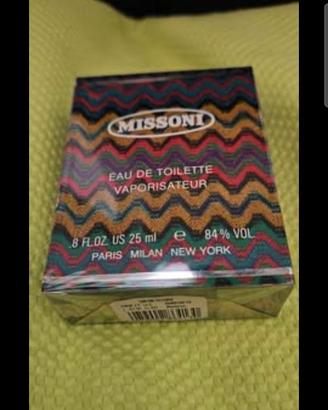 MISSONI
EAU DE TOILETTE
VAPORISATEUR
.8 FL.OZ. US 25 ml ℮ 84% VOL
PARIS MILAN NEW YORK